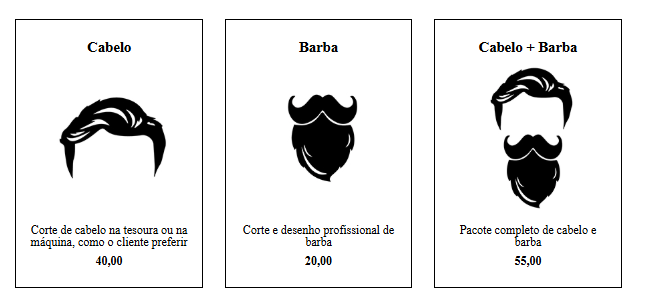 Cabelo
Corte de cabelo na tesoura ou na
máquina, como o cliente preferir
40,00
Barba
Corte e desenho profissional de
barba
20,00
Cabelo + Barba
Pacote completo de cabelo e
barba
55,00